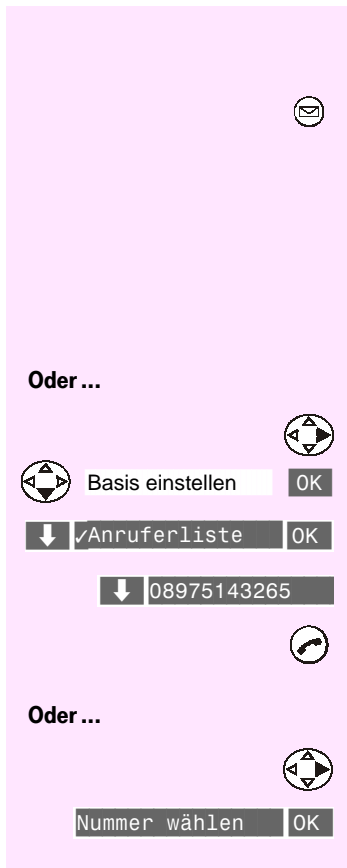 Oder ...
Basis einstellen OK
✓Anruferliste OK
08975143265
Oder ...
Nummer wählen OK